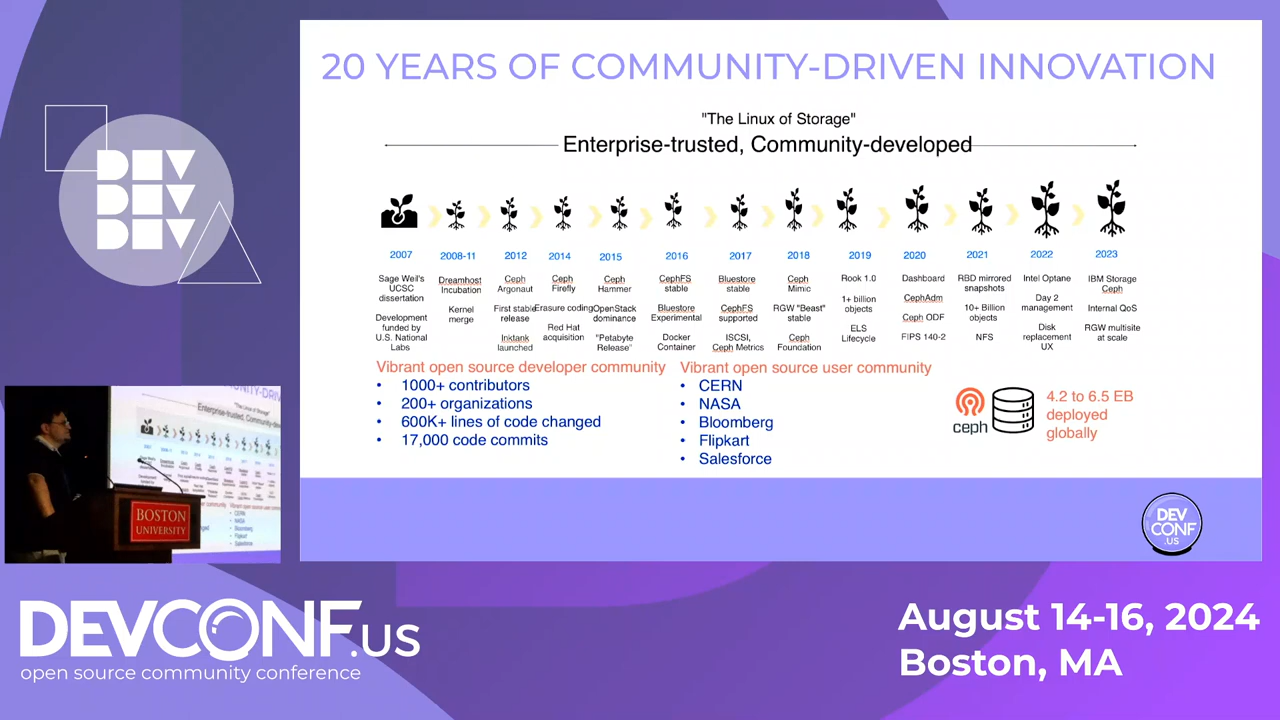 20 YEARS OF COMMUNITY-DRIVEN INNOVATION
"The Linux of Storage"
Enterprise-trusted, Community-developed
2007
Sage Weil's
UCSC
dissertation
Development
funded by
U.S. National
Labs
2008-11
Dreamhost
Incubation
Kernel
merge
2012
Ceph
Argonaut
First stable
release
Inktank
launched
2014
Ceph
Firefly
Erasure coding
Red Hat
acquisition
2015
Ceph
Hammer
OpenStack
dominance
"Petabyte
Release"
2016
CephFS
stable
Bluestore
Experimental
Docker
Container
2017
Bluestore
stable
CephFS
supported
ISCSI,
Ceph Metrics
2018
Ceph
Mimic
RGW "Beast"
stable
Ceph
Foundation
2019
Rook 1.0
1+ billion
objects
ELS
Lifecycle
2020
Dashboard
CephAdm
Ceph ODF
FIPS 140-2
2021
RBD mirrored
snapshots
10+ Billion
objects
NFS
2022
Intel Optane
Day 2
management
Disk
replacement
UX
2023
IBM Storage
Ceph
Internal QoS
RGW multisite
at scale
Vibrant open source developer community
• 1000+ contributors
• 200+ organizations
• 600K+ lines of code changed
• 17,000 code commits
Vibrant open source user community
• CERN
• NASA
• Bloomberg
• Flipkart
• Salesforce
ceph
4.2 to 6.5 EB
deployed
globally
DEV
CONF
.US
DEV
DEV
DEV
BOSTON
UNIVERSITY
DEVCONF.US
open source community conference
August 14-16, 2024
Boston, MA